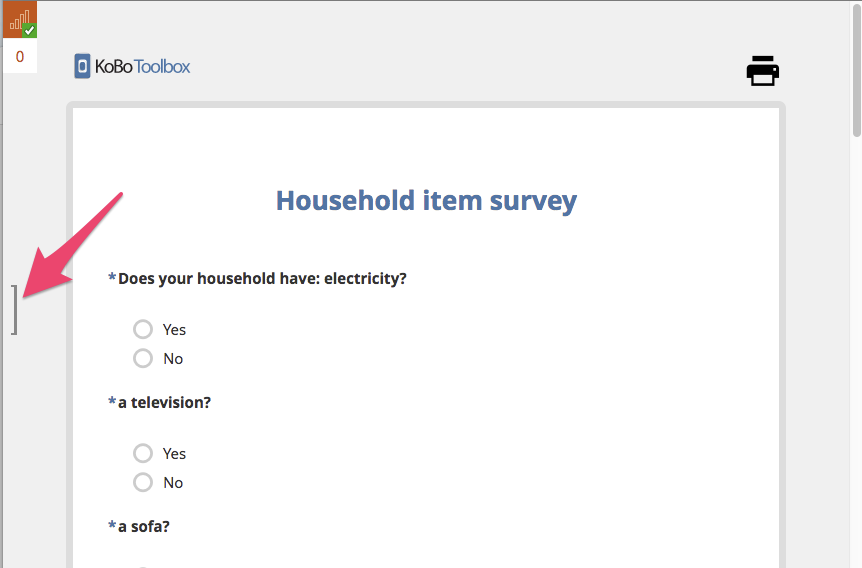 0
KoBoToolbox
Household item survey
*Does your household have: electricity?
Yes
No
*a television?
Yes
No
*a sofa?